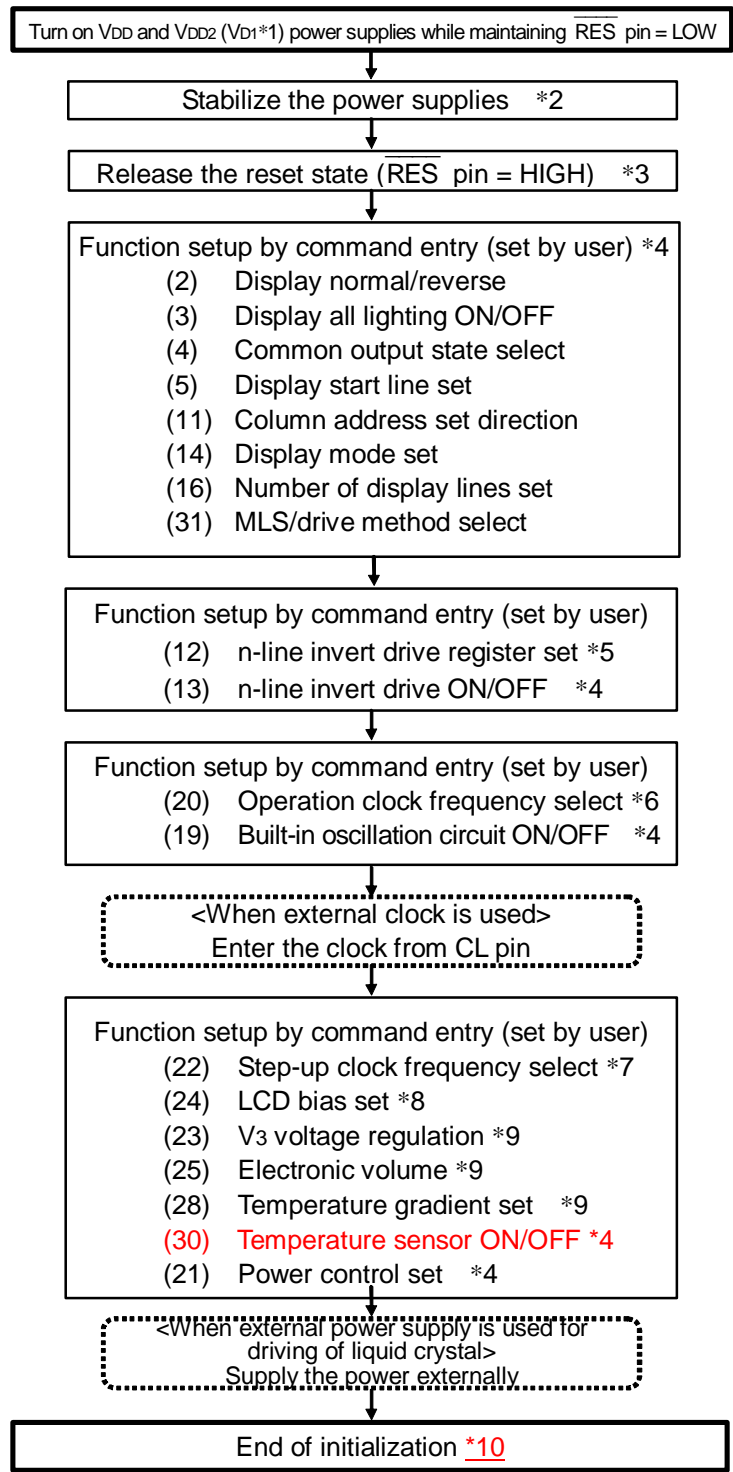 Turn on VDD and VDD2 (VD1*1) power supplies while maintaining RES pin = LOW
Stabilize the power supplies *2
Release the reset state (RES pin = HIGH) *3
Function setup by command entry (set by user) *4
(2) Display normal/reverse
(3) Display all lighting ON/OFF
(4) Common output state select
(5) Display start line set
(11) Column address set direction
(14) Display mode set
(16) Number of display lines set
(31) MLS/drive method select
Function setup by command entry (set by user)
(12) n-line invert drive register set *5
(13) n-line invert drive ON/OFF *4
Function setup by command entry (set by user)
(20) Operation clock frequency select *6
(19) Built-in oscillation circuit ON/OFF *4
<When external clock is used>
Enter the clock from CL pin
Function setup by command entry (set by user)
(22) Step-up clock frequency select *7
(24) LCD bias set *8
(23) V3 voltage regulation *9
(25) Electronic volume *9
(28) Temperature gradient set *9
(30) Temperature sensor ON/OFF *4
(21) Power control set *4
<When external power supply is used for
driving of liquid crystal>
Supply the power externally
End of initialization *10